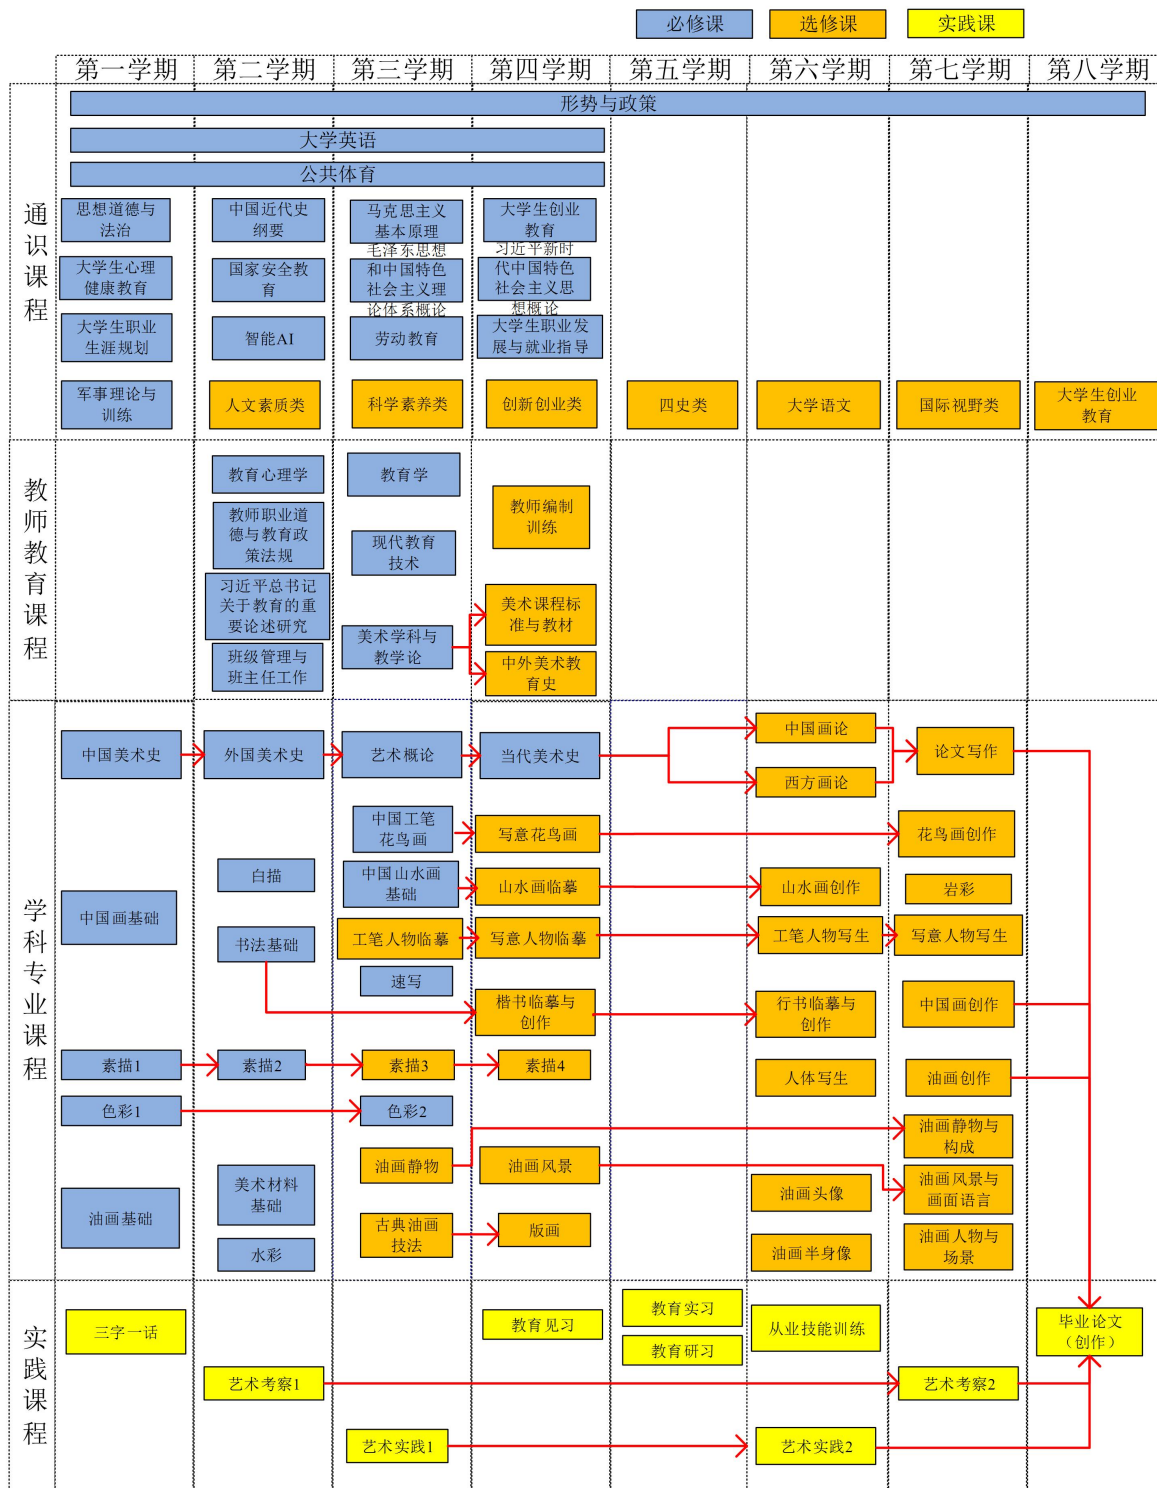 必修课
选修课
实践课
第一学期
第二学期
第三学期
第四学期
第五学期
第六学期
第七学期
第八学期
通识课程
形势与政策
大学英语
公共体育
思想道德与
法治
中国近代史
纲要
马克思主义
基本原理
大学生创业
教育
大学生心理
健康教育
国家安全教
育
毛泽东思想
和中国特色
社会主义理
论体系概论
习近平新时
代中国特色
社会主义思
想概论
大学生职业
生涯规划
智能AI
劳动教育
大学生职业发
展与就业指导
军事理论与
训练
人文素质类
科学素养类
创新创业类
四史类
大学语文
国际视野类
大学生创业
教育
教师教育课程
教育心理学
教育学
教师编制
训练
教师职业道
德与教育政
策法规
现代教育
技术
习近平总书记
关于教育的重
要论述研究
美术课程标
准与教材
班级管理与
班主任工作
美术学科与
教学论
中外美术教
育史
学科专业课程
中国美术史
外国美术史
艺术概论
当代美术史
中国画论
西方画论
论文写作
中国工笔
花鸟画
写意花鸟画
花鸟画创作
中国画基础
白描
中国山水画
基础
山水画临摹
山水画创作
岩彩
书法基础
工笔人物临摹
写意人物临摹
工笔人物写生
写意人物写生
速写
楷书临摹与
创作
行书临摹与
创作
中国画创作
素描1
素描2
素描3
素描4
人体写生
油画创作
色彩1
色彩2
油画静物与
构成
油画静物
油画风景
油画基础
美术材料
基础
油画头像
油画风景与
画面语言
古典油画
技法
版画
水彩
油画半身像
油画人物与
场景
实践课程
三字一话
教育见习
教育实习
教育研习
从业技能训练
毕业论文
（创作）
艺术考察1
艺术考察2
艺术实践1
艺术实践2